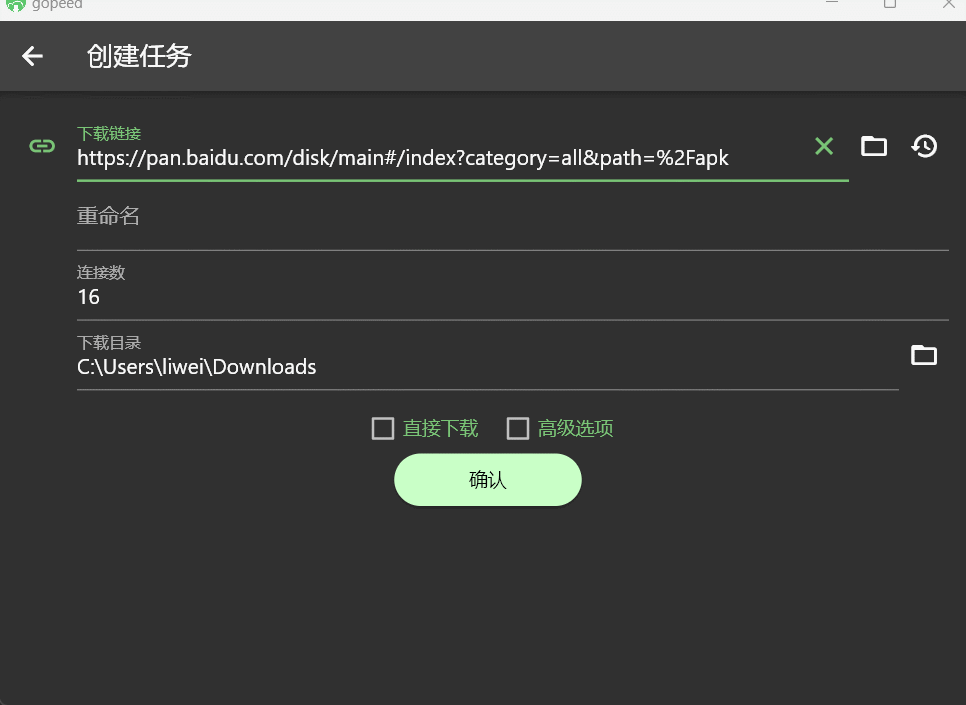 gopeed
创建任务
下载链接
https://pan.baidu.com/disk/main#/index?category=all&path=%2Fapk
重命名
连接数
16
下载目录
C:\Users\liwei\Downloads
直接下载 高级选项
确认